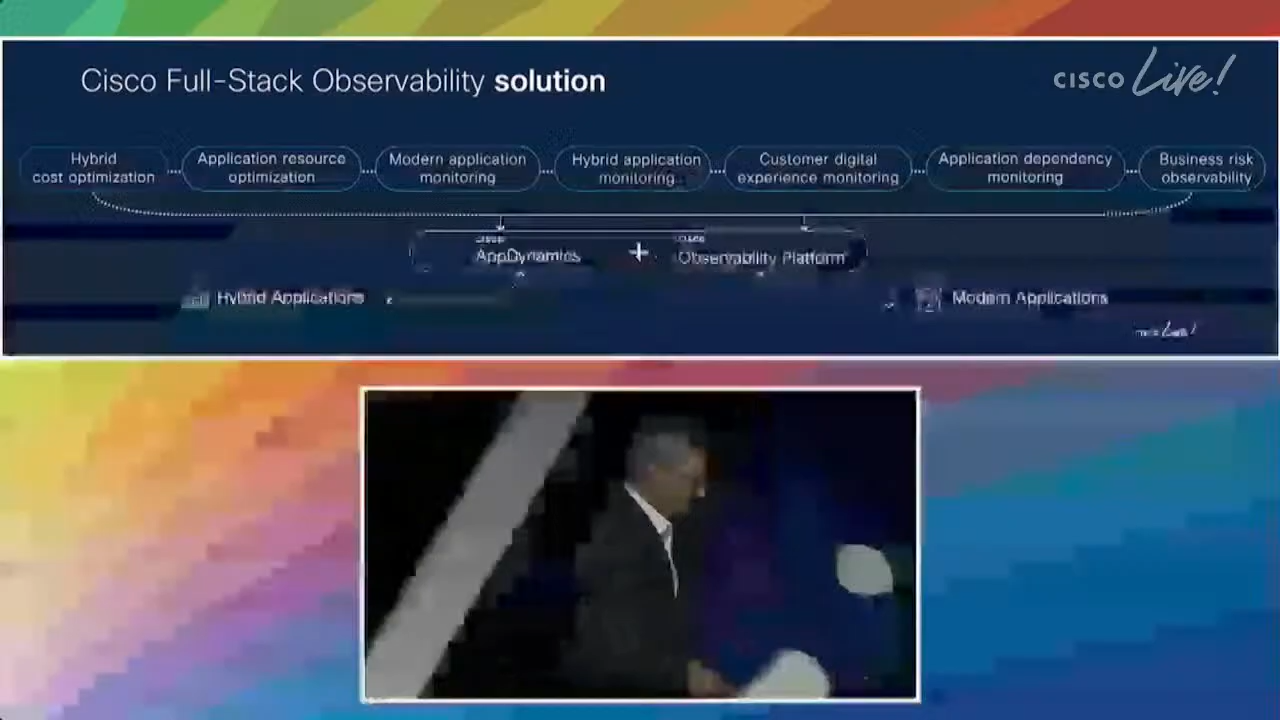 Cisco Full-Stack Observability solution
CISCO Live!
Hybrid
cost optimization
Application resource
optimization
Modern application
monitoring
Hybrid application
monitoring
Customer digital
experience monitoring
Application dependency
monitoring
Business risk
observability
AppDynamics
+
Observability Platform
Hybrid Applications
Modern Applications